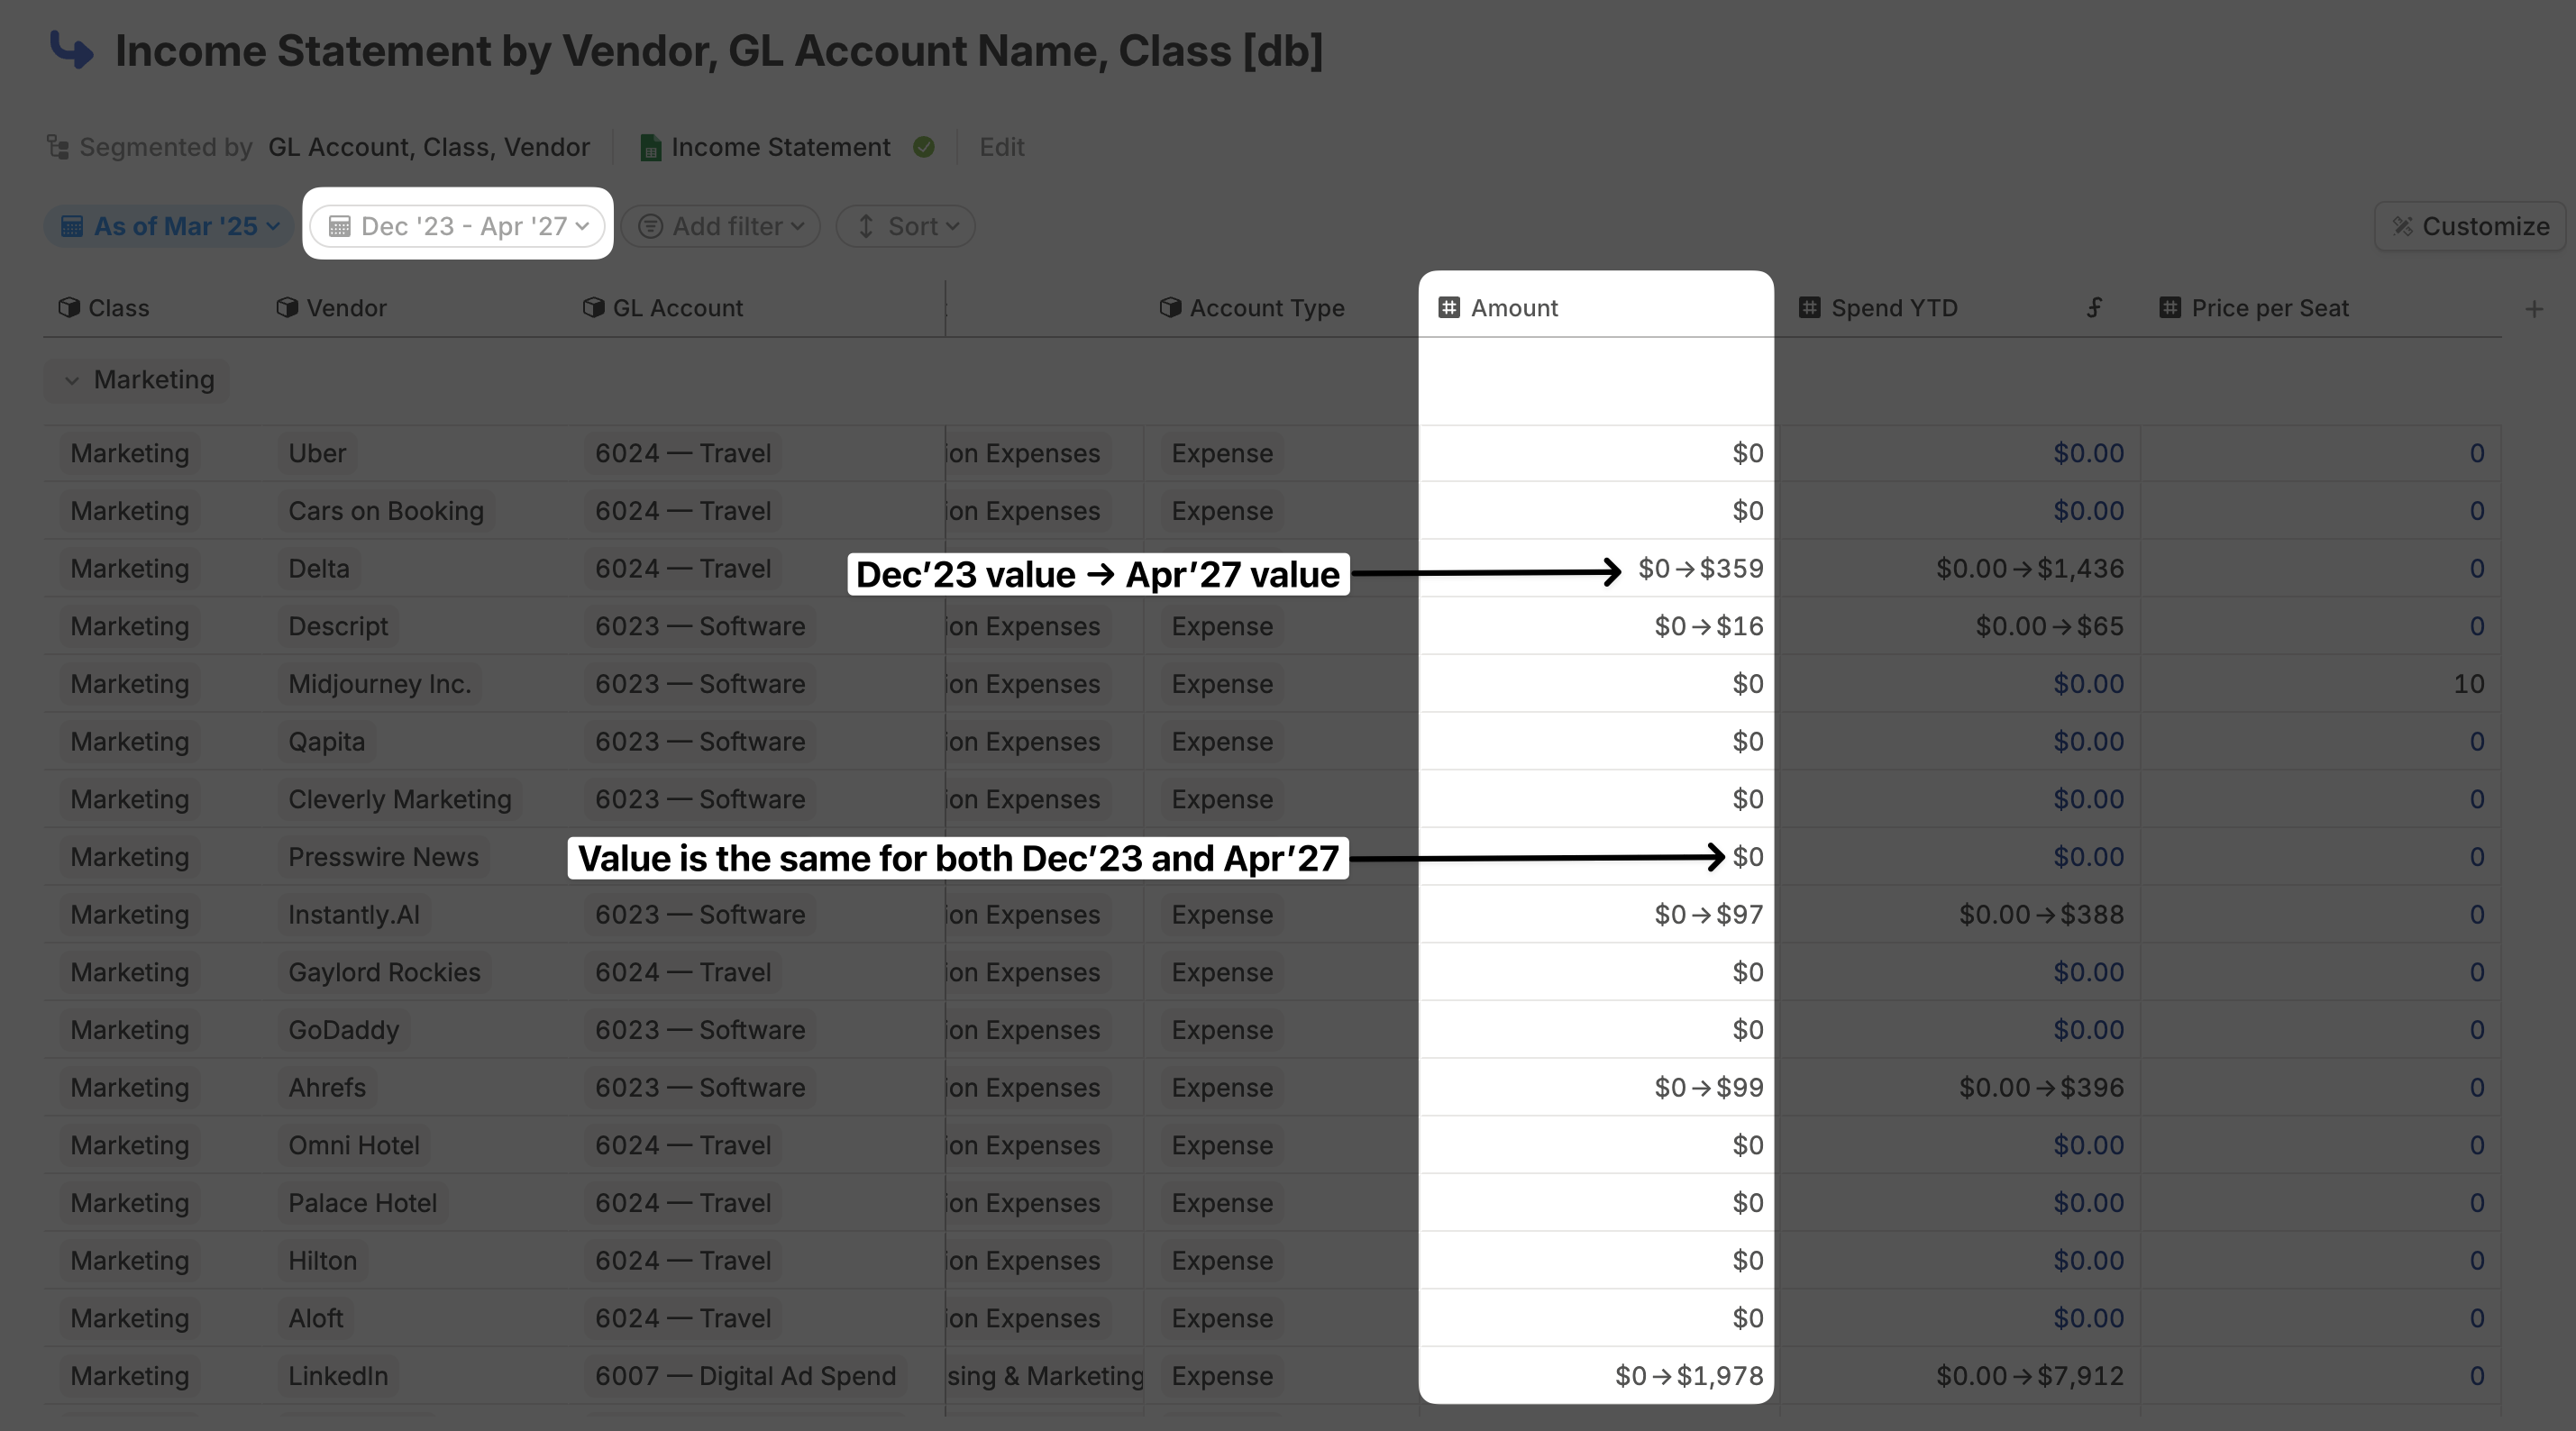 Income Statement by Vendor, GL Account Name, Class [db]
Segmented by GL Account, Class, Vendor Income Statement Edit
As of Mar '25 Dec '23 - Apr '27 Add filter Sort Customize
Class Vendor GL Account Account Type Amount Spend YTD Price per Seat
Marketing
Marketing Uber 6024 — Travel ion Expenses Expense $0 $0.00 0
Marketing Cars on Booking 6024 — Travel ion Expenses Expense $0 $0.00 0
Marketing Delta 6024 — Travel Dec’23 value → Apr’27 value $0→$359 $0.00→$1,436 0
Marketing Descript 6023 — Software ion Expenses Expense $0→$16 $0.00→$65 0
Marketing Midjourney Inc. 6023 — Software ion Expenses Expense $0 $0.00 10
Marketing Qapita 6023 — Software ion Expenses Expense $0 $0.00 0
Marketing Cleverly Marketing 6023 — Software ion Expenses Expense $0 $0.00 0
Marketing Presswire News Value is the same for both Dec’23 and Apr’27 $0 $0.00 0
Marketing Instantly.AI 6023 — Software ion Expenses Expense $0→$97 $0.00→$388 0
Marketing Gaylord Rockies 6024 — Travel ion Expenses Expense $0 $0.00 0
Marketing GoDaddy 6023 — Software ion Expenses Expense $0 $0.00 0
Marketing Ahrefs 6023 — Software ion Expenses Expense $0→$99 $0.00→$396 0
Marketing Omni Hotel 6024 — Travel ion Expenses Expense $0 $0.00 0
Marketing Palace Hotel 6024 — Travel ion Expenses Expense $0 $0.00 0
Marketing Hilton 6024 — Travel ion Expenses Expense $0 $0.00 0
Marketing Aloft 6024 — Travel ion Expenses Expense $0 $0.00 0
Marketing LinkedIn 6007 — Digital Ad Spend sing & Marketing Expense $0→$1,978 $0.00→$7,912 0